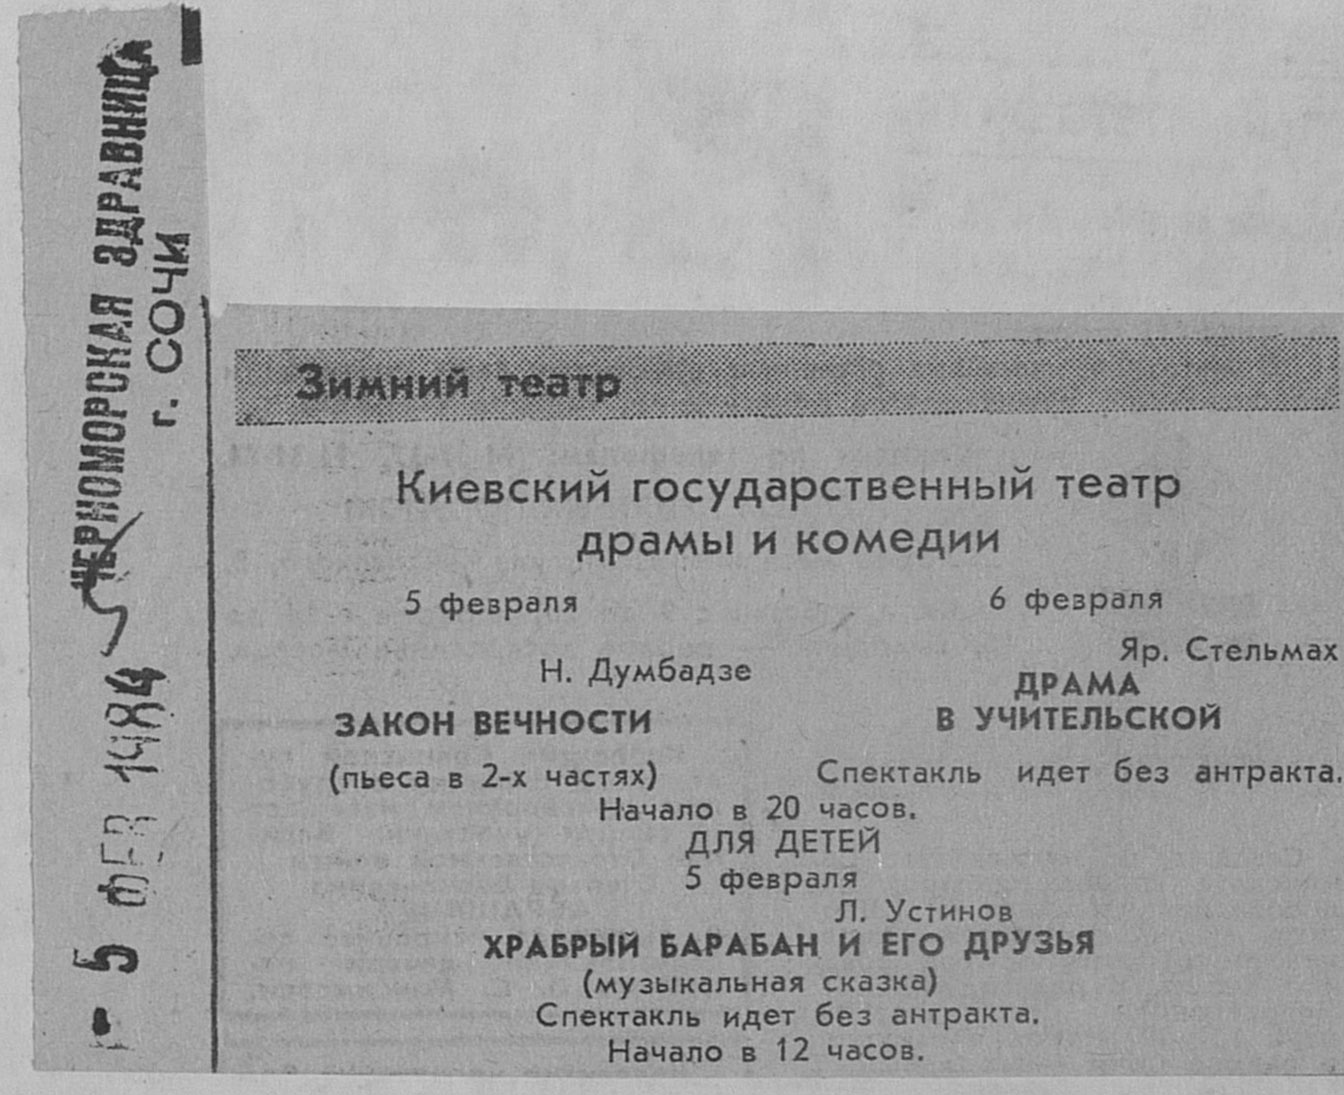 ЧЕРНОМОРСКАЯ ЗДРАВНИЦА
г. СОЧИ
- 5 ФЕВ 1984
Зимний театр
Киевский государственный театр
драмы и комедии
5 февраля
Н. Думбадзе
ЗАКОН ВЕЧНОСТИ
(пьеса в 2-х частях)
6 февраля
Яр. Стельмах
ДРАМА
В УЧИТЕЛЬСКОЙ
Спектакль идет без антракта.
Начало в 20 часов.
ДЛЯ ДЕТЕЙ
5 февраля
Л. Устинов
ХРАБРЫЙ БАРАБАН И ЕГО ДРУЗЬЯ
(музыкальная сказка)
Спектакль идет без антракта.
Начало в 12 часов.